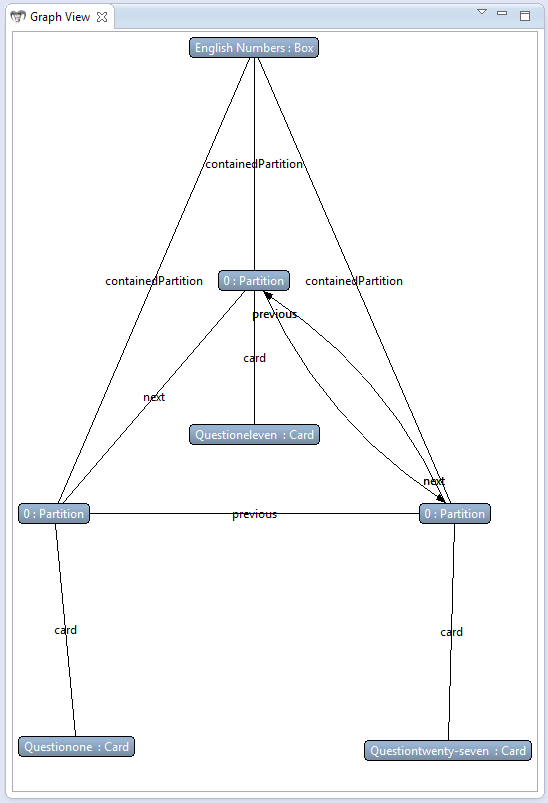 Graph View
English Numbers : Box
containedPartition
containedPartition
containedPartition
0 : Partition
previous
card
next
Questioneleven : Card
next
0 : Partition
previous
0 : Partition
card
card
Questionone : Card
Questiontwenty-seven : Card